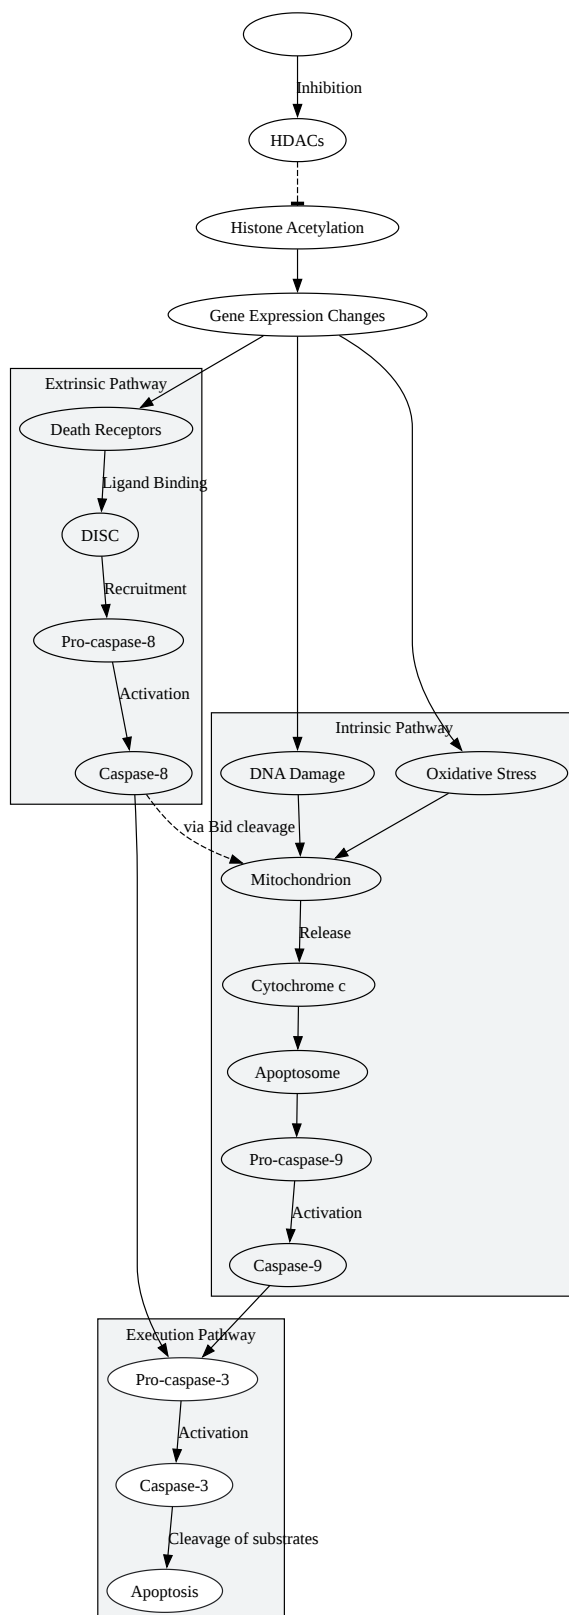 Inhibition
HDACs
Histone Acetylation
Gene Expression Changes
Extrinsic Pathway
Death Receptors
Ligand Binding
DISC
Recruitment
Pro-caspase-8
Activation
Caspase-8
Intrinsic Pathway
DNA Damage
Oxidative Stress
via Bid cleavage
Mitochondrion
Release
Cytochrome c
Apoptosome
Pro-caspase-9
Activation
Caspase-9
Execution Pathway
Pro-caspase-3
Activation
Caspase-3
Cleavage of substrates
Apoptosis